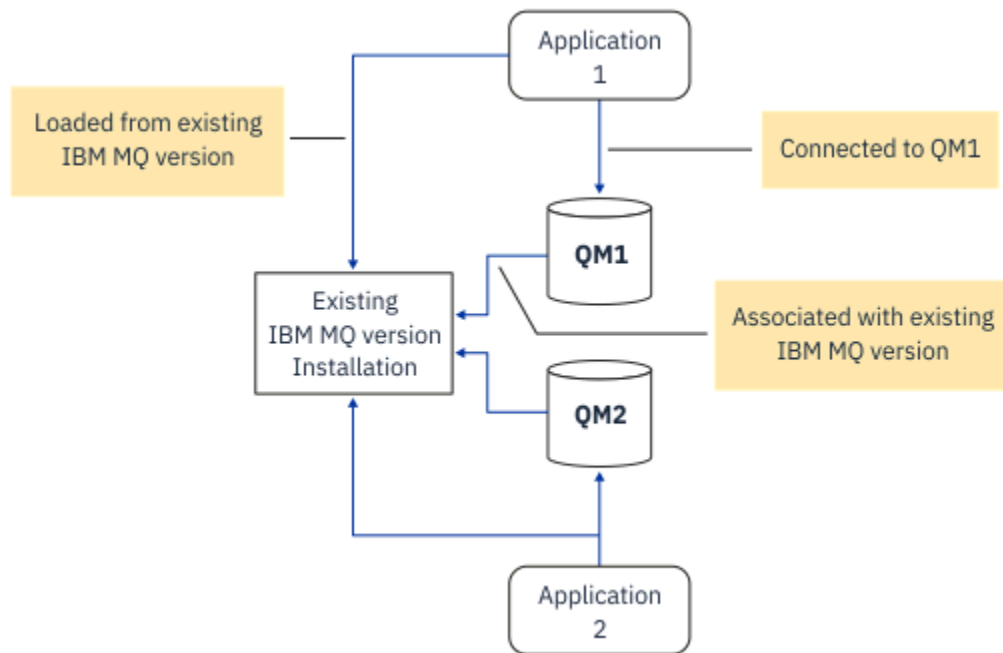 Application
1
Loaded from existing
IBM MQ version
Connected to QM1
QM1
Existing
IBM MQ version
Installation
Associated with existing
IBM MQ version
QM2
Application
2